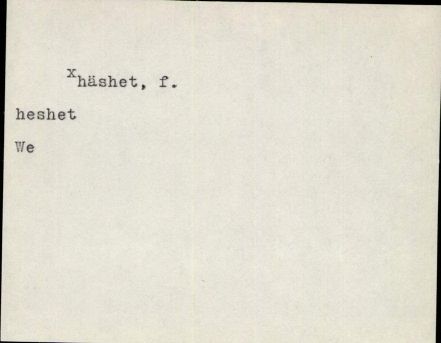 xhäshet, f.
heshet
We